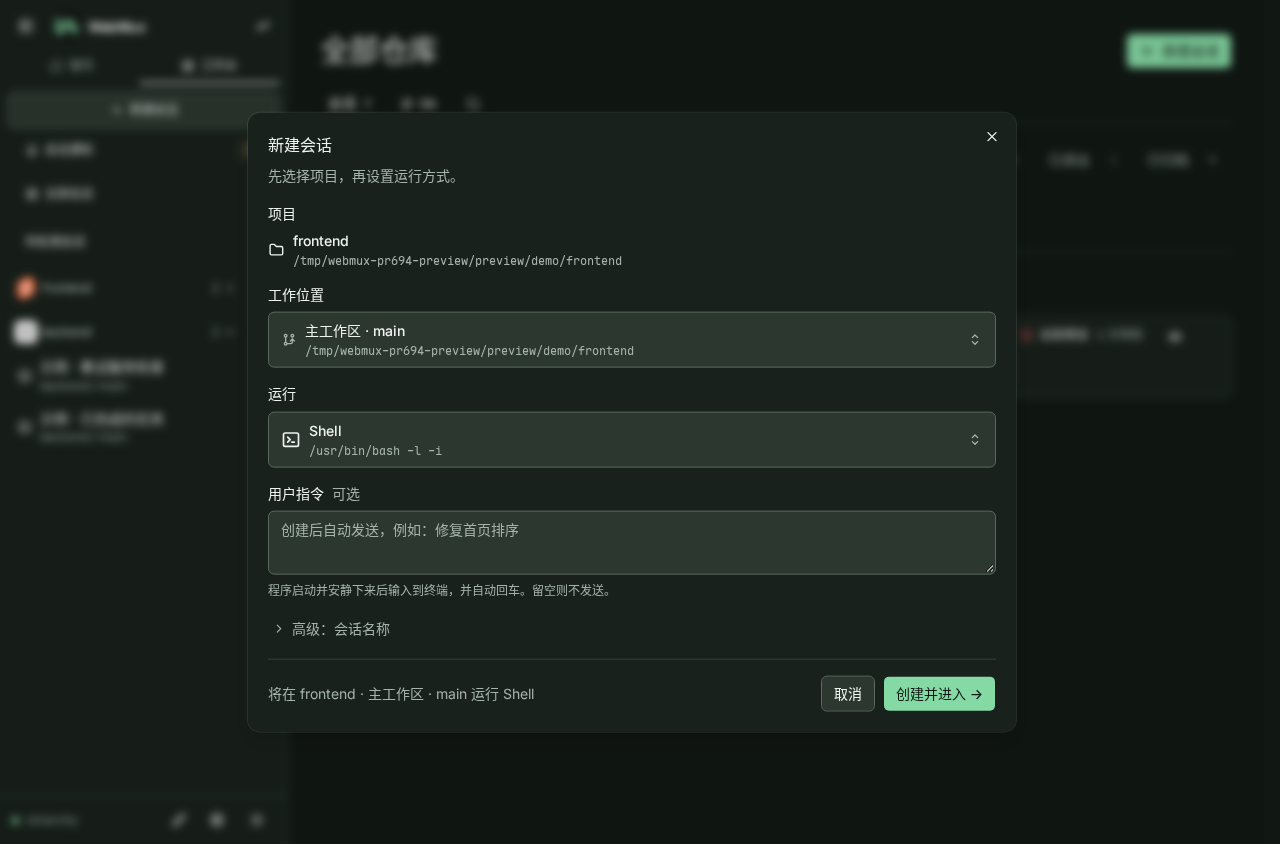 全部仓库
新建会话
先选择项目，再设置运行方式。
项目
frontend
/tmp/webmux-pr694-preview/preview/demo/frontend
工作位置
主工作区 · main
/tmp/webmux-pr694-preview/preview/demo/frontend
运行
Shell
/usr/bin/bash -l -i
用户指令 可选
创建后自动发送，例如：修复首页排序
程序启动并安静下来后输入到终端，并自动回车。留空则不发送。
高级：会话名称
将在 frontend · 主工作区 · main 运行 Shell
取消
创建并进入 →